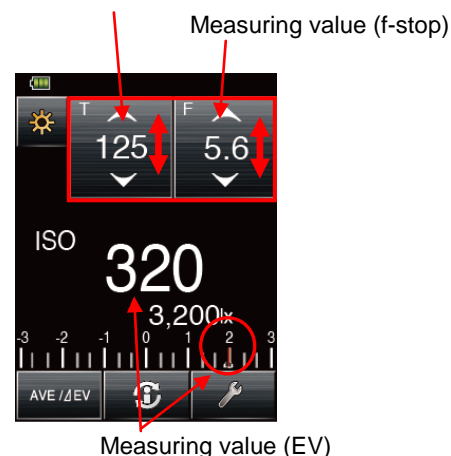 Measuring value (f-stop)
T
F
125
5.6
ISO
320
3,200lx
-3 -2 -1 0 1 2 3
AVE/⊿EV
Measuring value (EV)